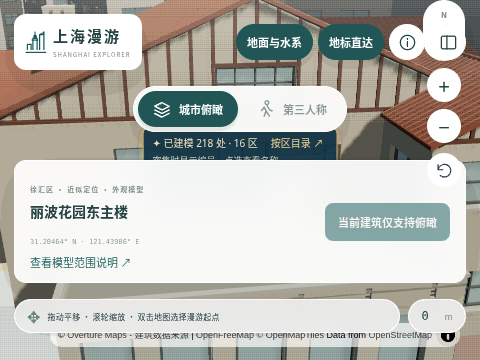 上海漫游
SHANGHAI EXPLORER
地面与水系
地标直达
N
城市俯瞰
第三人称
✦ 已建模 218 处 · 16 区 按区目录 ↗
徐汇区 · 近似定位 · 外观模型
丽波花园东主楼
31.20464° N · 121.43986° E
查看模型范围说明 ↗
当前建筑仅支持俯瞰
拖动平移 · 滚轮缩放 · 双击地图选择漫游起点
0 m
© Overture Maps · 建筑数据来源 | OpenFreeMap © OpenMapTiles Data from OpenStreetMap